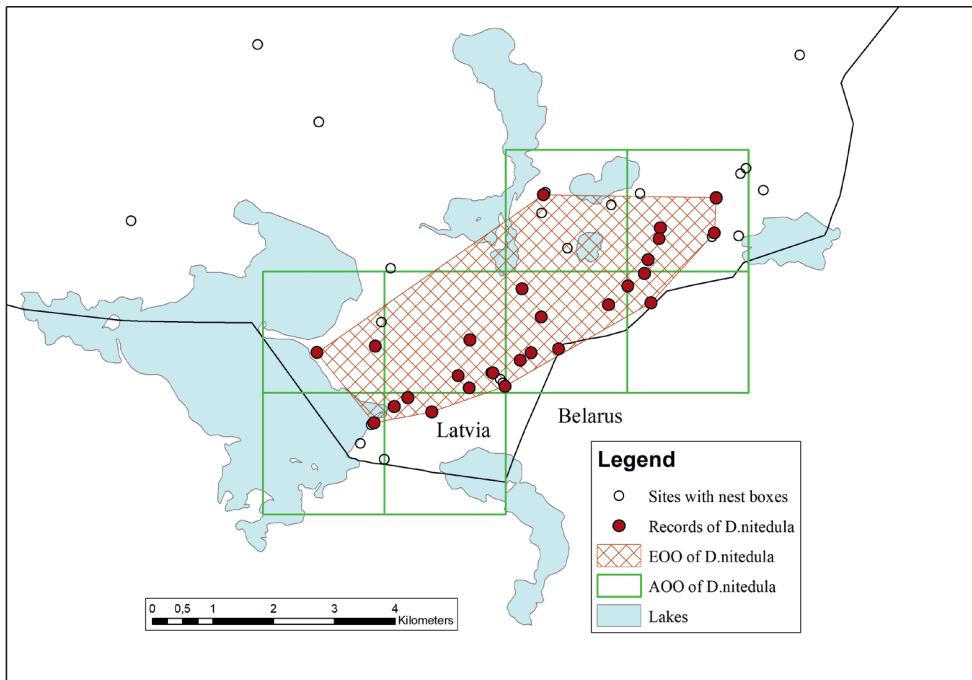 Latvia
Belarus
Legend
Sites with nest boxes
Records of D.nitedula
EOO of D.nitedula
AOO of D.nitedula
Lakes
0 0,5 1 2 3 4
Kilometers